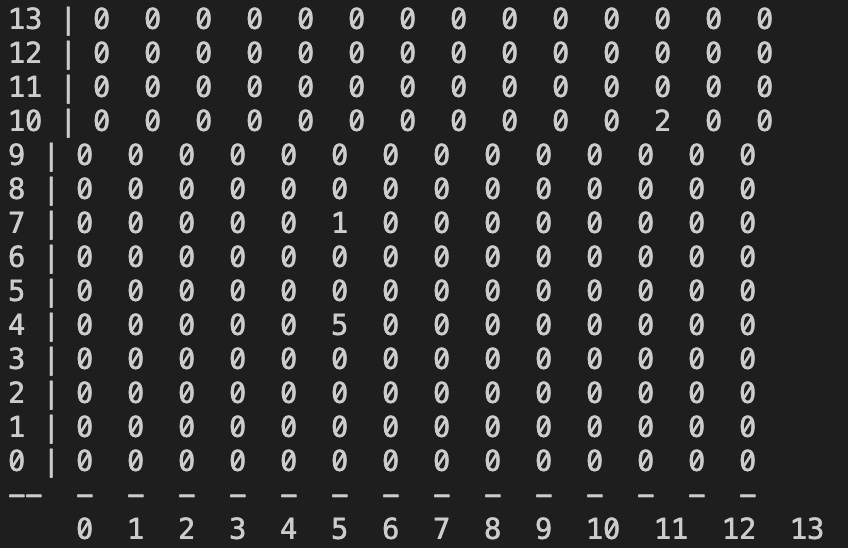 13 | 0  0  0  0  0  0  0  0  0  0  0  0  0  0
12 | 0  0  0  0  0  0  0  0  0  0  0  0  0  0
11 | 0  0  0  0  0  0  0  0  0  0  0  0  0  0
10 | 0  0  0  0  0  0  0  0  0  0  0  2  0  0
9 | 0  0  0  0  0  0  0  0  0  0  0  0  0  0
8 | 0  0  0  0  0  0  0  0  0  0  0  0  0  0
7 | 0  0  0  0  0  1  0  0  0  0  0  0  0  0
6 | 0  0  0  0  0  0  0  0  0  0  0  0  0  0
5 | 0  0  0  0  0  0  0  0  0  0  0  0  0  0
4 | 0  0  0  0  0  5  0  0  0  0  0  0  0  0
3 | 0  0  0  0  0  0  0  0  0  0  0  0  0  0
2 | 0  0  0  0  0  0  0  0  0  0  0  0  0  0
1 | 0  0  0  0  0  0  0  0  0  0  0  0  0  0
0 | 0  0  0  0  0  0  0  0  0  0  0  0  0  0
--  -  -  -  -  -  -  -  -  -  -  -  -  -  -
    0  1  2  3  4  5  6  7  8  9  10  11  12  13